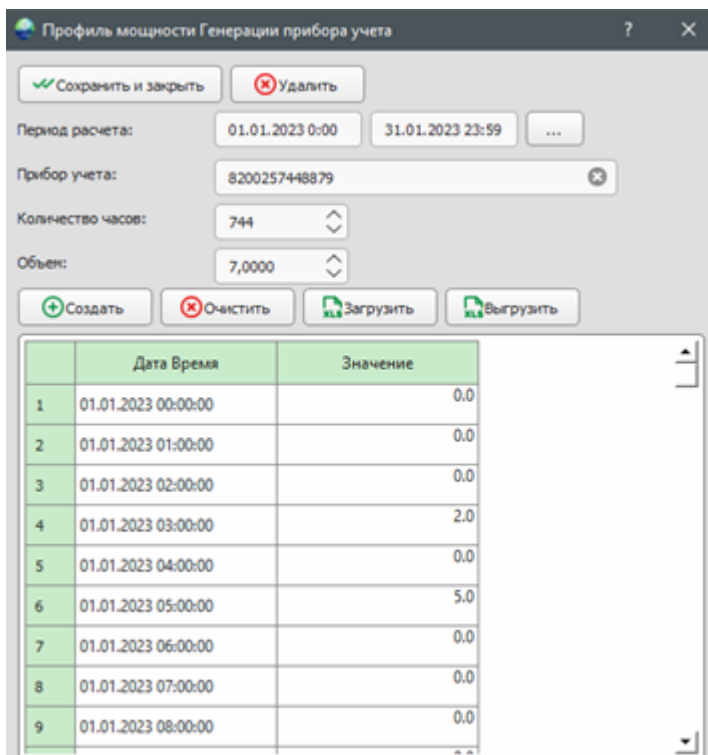 Профиль мощности Генерации прибора учета ? ×
Сохранить и закрыть Удалить
Период расчета: 01.01.2023 0:00 31.01.2023 23:59 ...
Прибор учета: 8200257448879
Количество часов: 744
Объем: 7,0000
Создать Очистить XLS Загрузить XLS Выгрузить
Дата Время Значение
1 01.01.2023 00:00:00 0.0
2 01.01.2023 01:00:00 0.0
3 01.01.2023 02:00:00 0.0
4 01.01.2023 03:00:00 2.0
5 01.01.2023 04:00:00 0.0
6 01.01.2023 05:00:00 5.0
7 01.01.2023 06:00:00 0.0
8 01.01.2023 07:00:00 0.0
9 01.01.2023 08:00:00 0.0